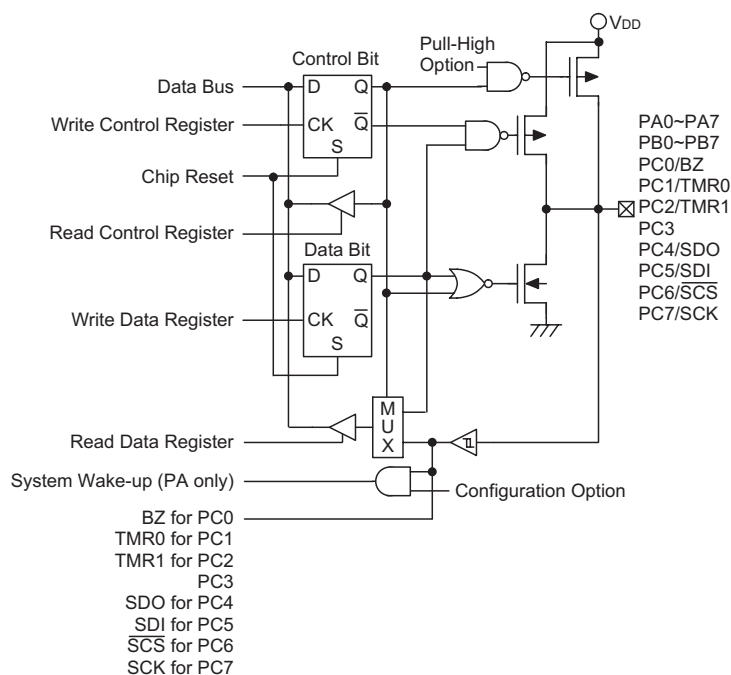 VDD
Pull-High
Option
Control Bit
Data Bus
D Q
Write Control Register
CK Q̅
S
Chip Reset
Read Control Register
Data Bit
D Q
Write Data Register
CK Q̅
S
PA0~PA7
PB0~PB7
PC0/BZ
PC1/TMR0
PC2/TMR1
PC3
PC4/SDO
PC5/SDI
PC6/S̅C̅S̅
PC7/SCK
M
U
X
Read Data Register
System Wake-up (PA only)
Configuration Option
BZ for PC0
TMR0 for PC1
TMR1 for PC2
PC3
SDO for PC4
SDI for PC5
S̅C̅S̅ for PC6
SCK for PC7